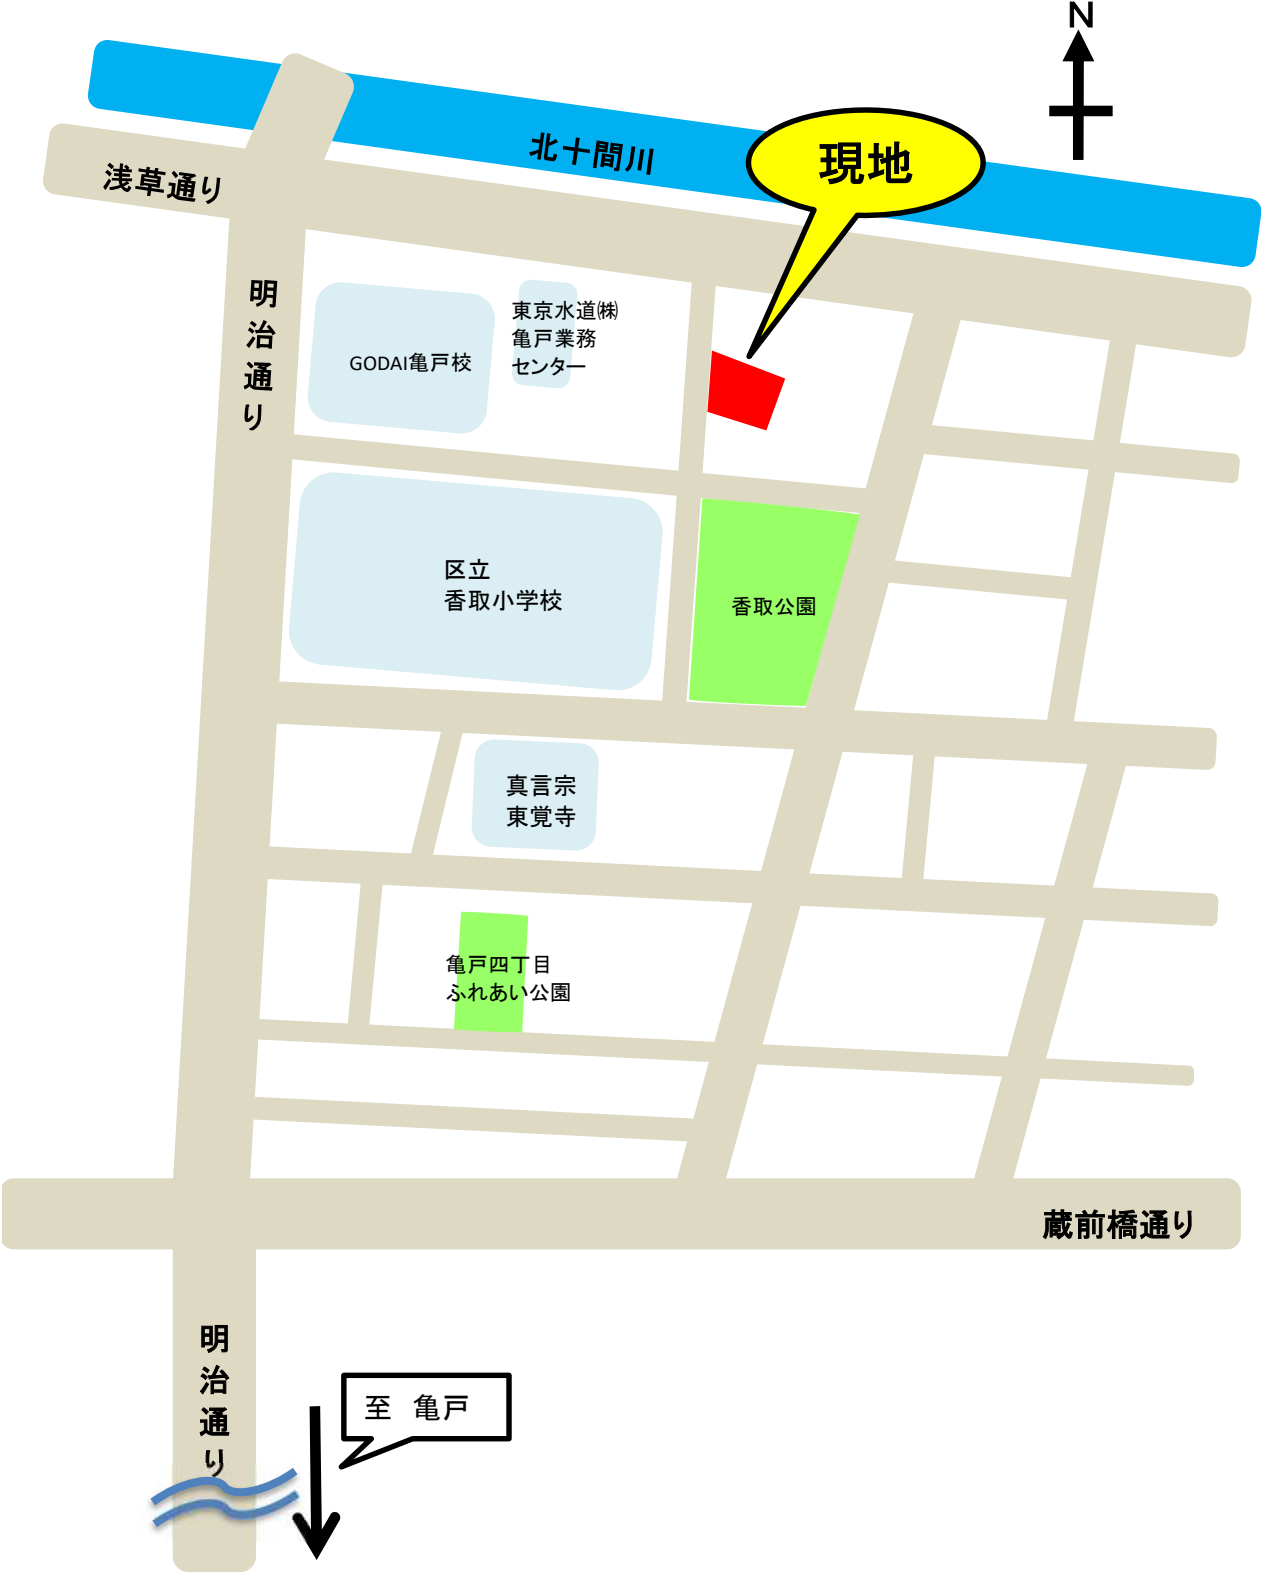 N
北十間川
現地
浅草通り
明治通り
東京水道㈱
亀戸業務
センター
GODAI亀戸校
区立
香取小学校
香取公園
真言宗
東覚寺
亀戸四丁目
ふれあい公園
蔵前橋通り
明治通り
至　亀戸